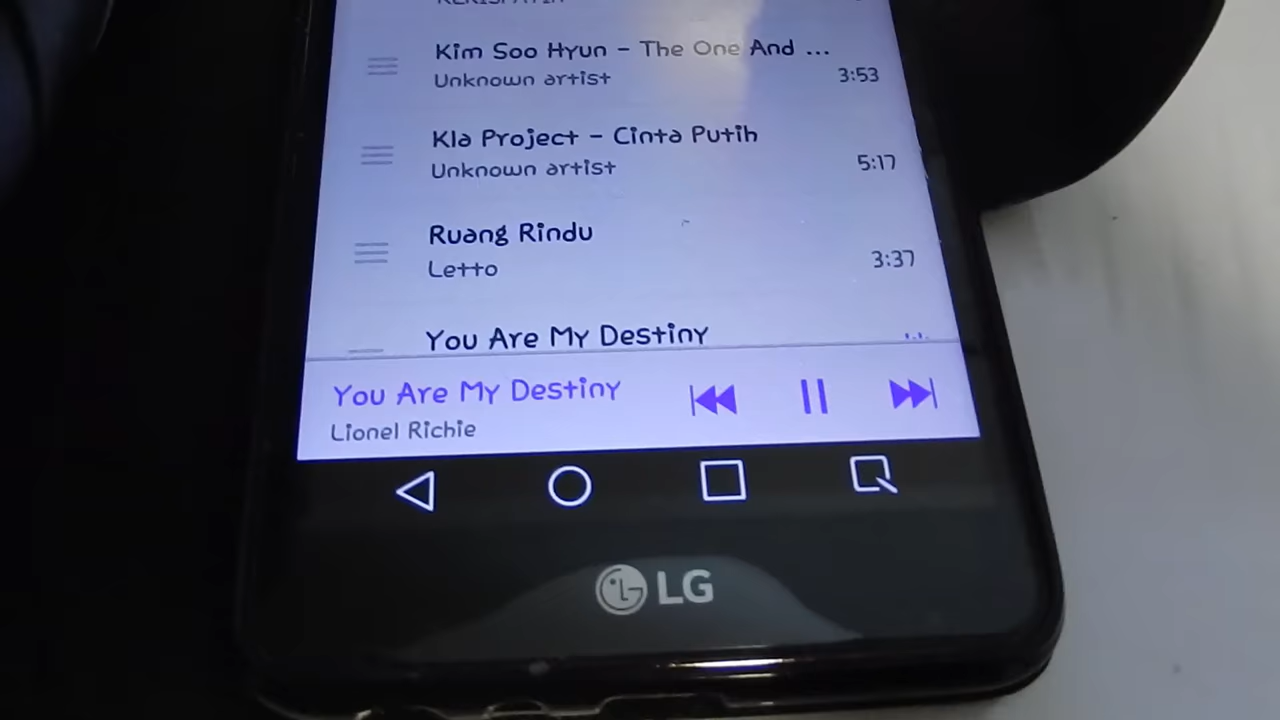 Kim Soo Hyun - The One And ...
Unknown artist
3:53
Kla Project - Cinta Putih
Unknown artist
5:17
Ruang Rindu
Letto
3:37
You Are My Destiny
You Are My Destiny
Lionel Richie
LG